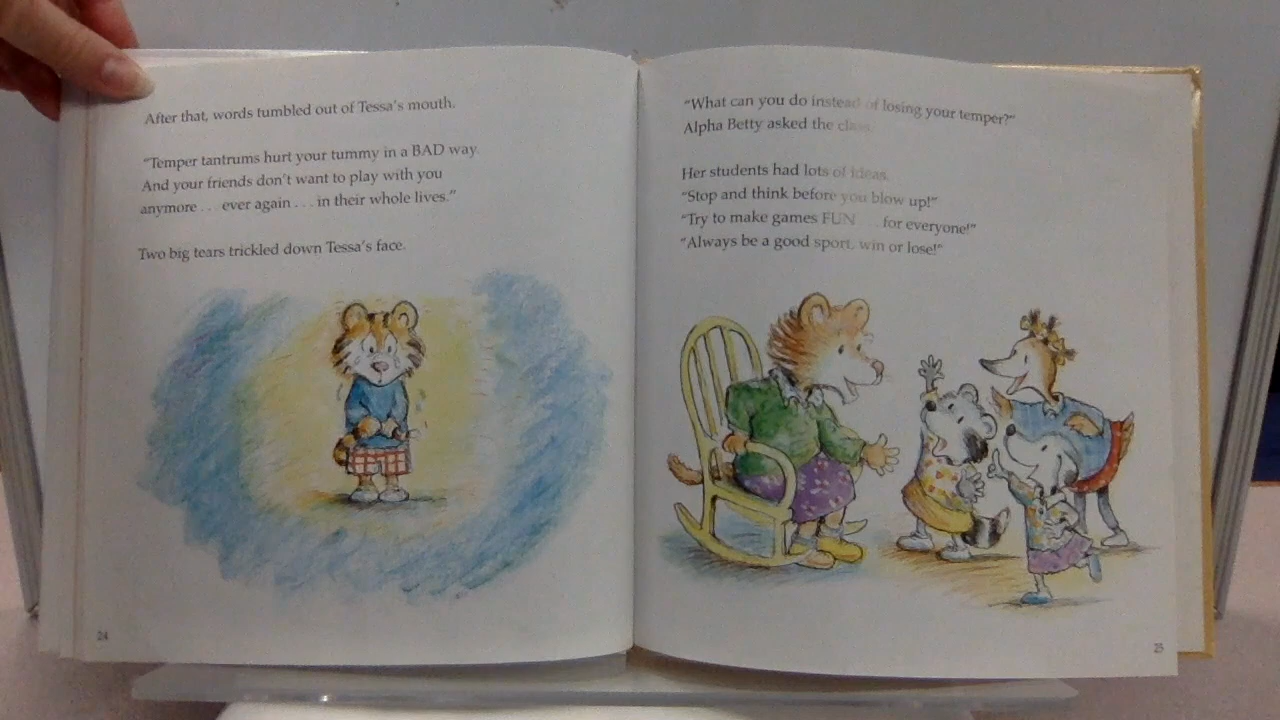 After that, words tumbled out of Tessa's mouth.
"Temper tantrums hurt your tummy in a BAD way.
And your friends don't want to play with you
anymore . . . ever again . . . in their whole lives."
Two big tears trickled down Tessa's face.
24
"What can you do instead of losing your temper?"
Alpha Betty asked the class.
Her students had lots of ideas.
"Stop and think before you blow up!"
"Try to make games FUN . . . for everyone!"
"Always be a good sport, win or lose!"
25